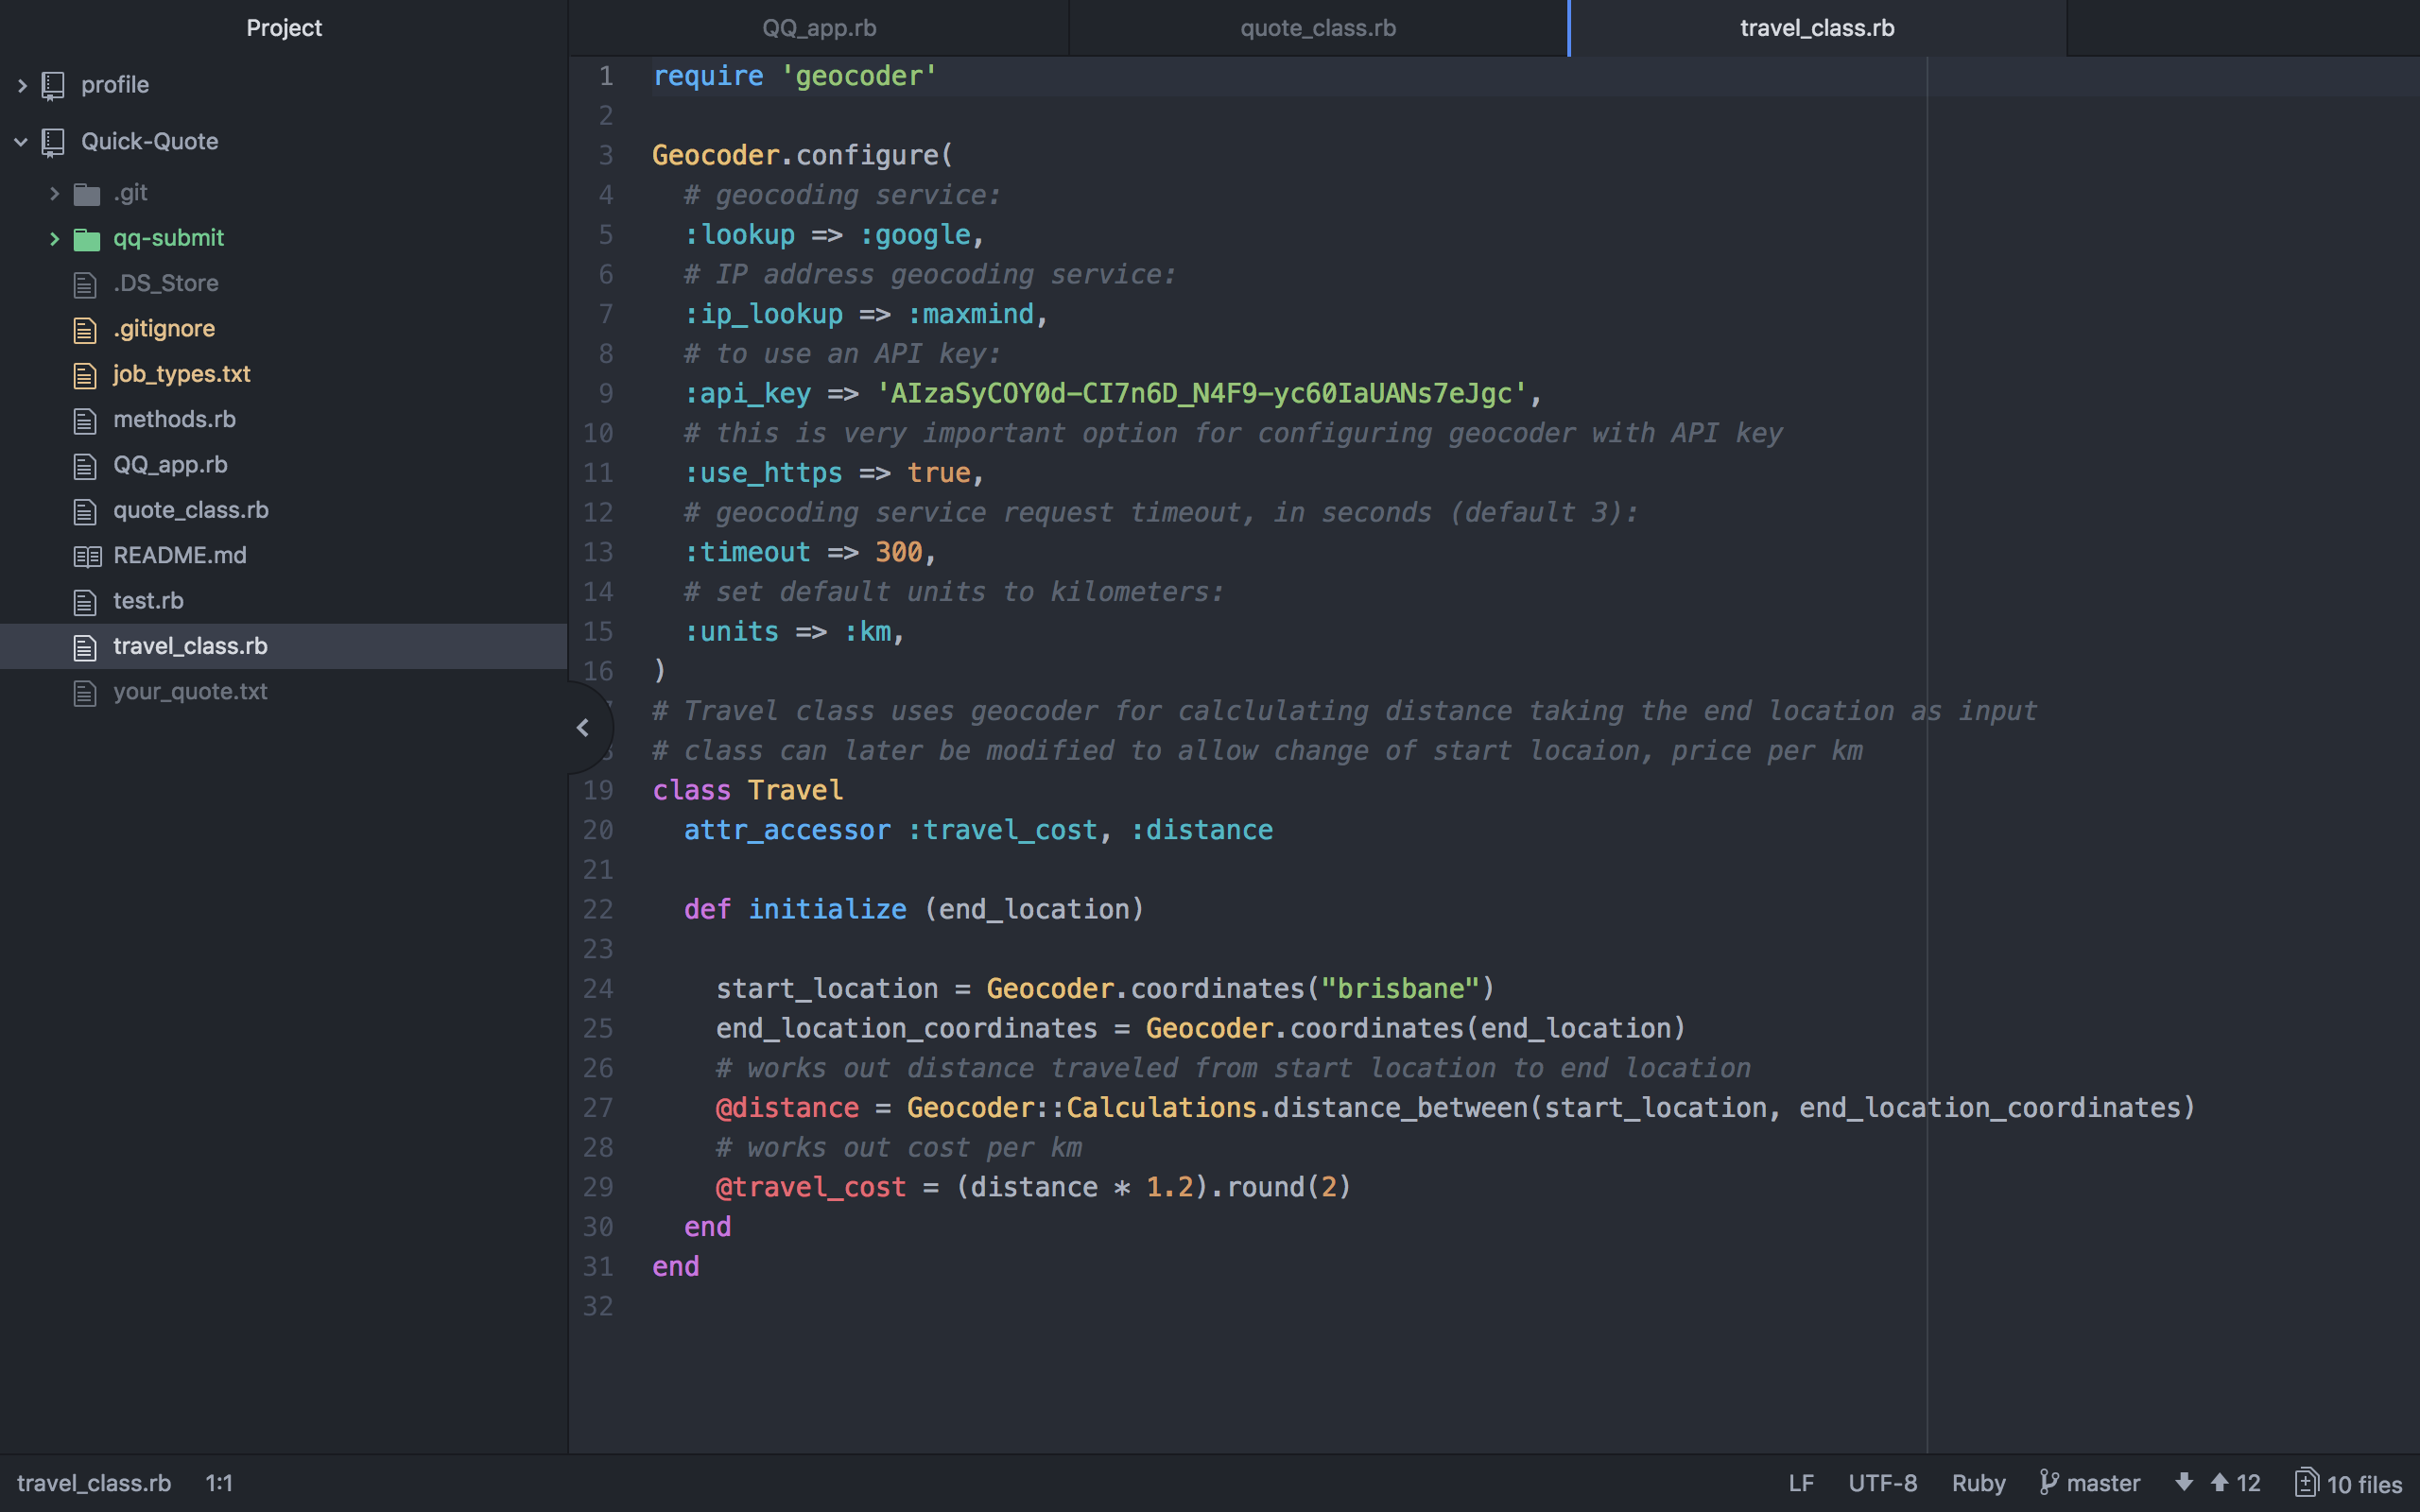 Project
profile
Quick-Quote
.git
qq-submit
.DS_Store
.gitignore
job_types.txt
methods.rb
QQ_app.rb
quote_class.rb
README.md
test.rb
travel_class.rb
your_quote.txt
QQ_app.rb quote_class.rb travel_class.rb
1 require 'geocoder'
2
3 Geocoder.configure(
4 # geocoding service:
5 :lookup => :google,
6 # IP address geocoding service:
7 :ip_lookup => :maxmind,
8 # to use an API key:
9 :api_key => 'AIzaSyCOY0d-CI7n6D_N4F9-yc60IaUANs7eJgc',
10 # this is very important option for configuring geocoder with API key
11 :use_https => true,
12 # geocoding service request timeout, in seconds (default 3):
13 :timeout => 300,
14 # set default units to kilometers:
15 :units => :km,
16 )
# Travel class uses geocoder for calclulating distance taking the end location as input
# class can later be modified to allow change of start locaion, price per km
19 class Travel
20 attr_accessor :travel_cost, :distance
21
22 def initialize (end_location)
23
24 start_location = Geocoder.coordinates("brisbane")
25 end_location_coordinates = Geocoder.coordinates(end_location)
26 # works out distance traveled from start location to end location
27 @distance = Geocoder::Calculations.distance_between(start_location, end_location_coordinates)
28 # works out cost per km
29 @travel_cost = (distance * 1.2).round(2)
30 end
31 end
32
travel_class.rb 1:1 LF UTF-8 Ruby master 12 10 files